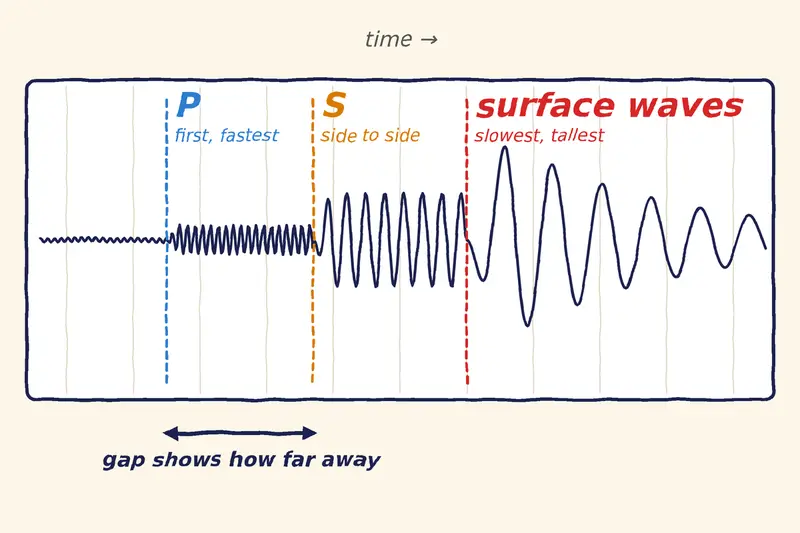 time →
P
first, fastest
S
side to side
surface waves
slowest, tallest
gap shows how far away